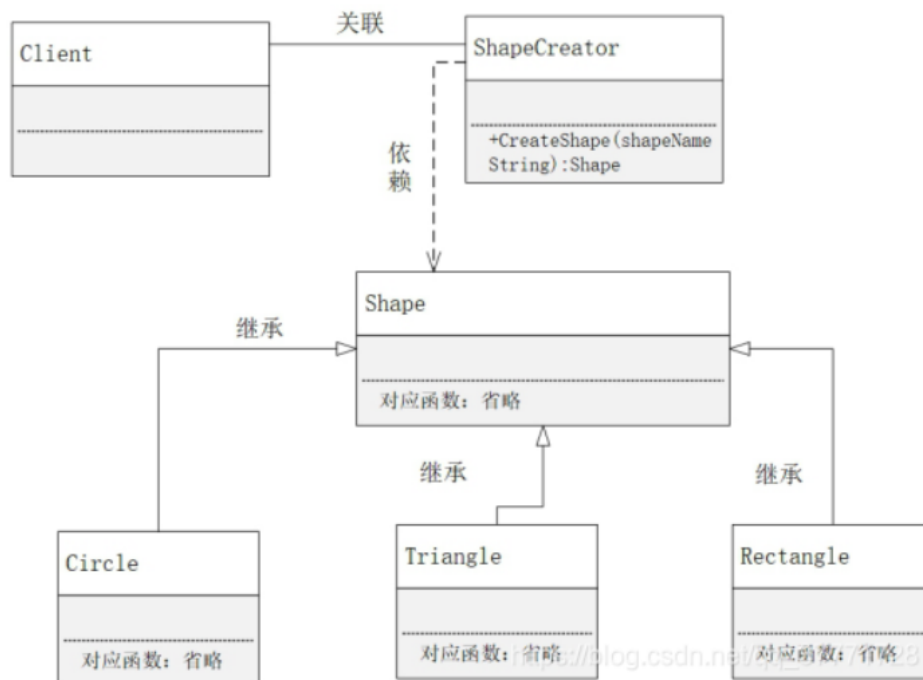 关联
Client
ShapeCreator
+CreateShape(shapeName
String):Shape
依赖
Shape
对应函数: 省略
继承
继承
继承
Circle
对应函数: 省略
Triangle
对应函数: 省略
Rectangle
对应函数: 省略